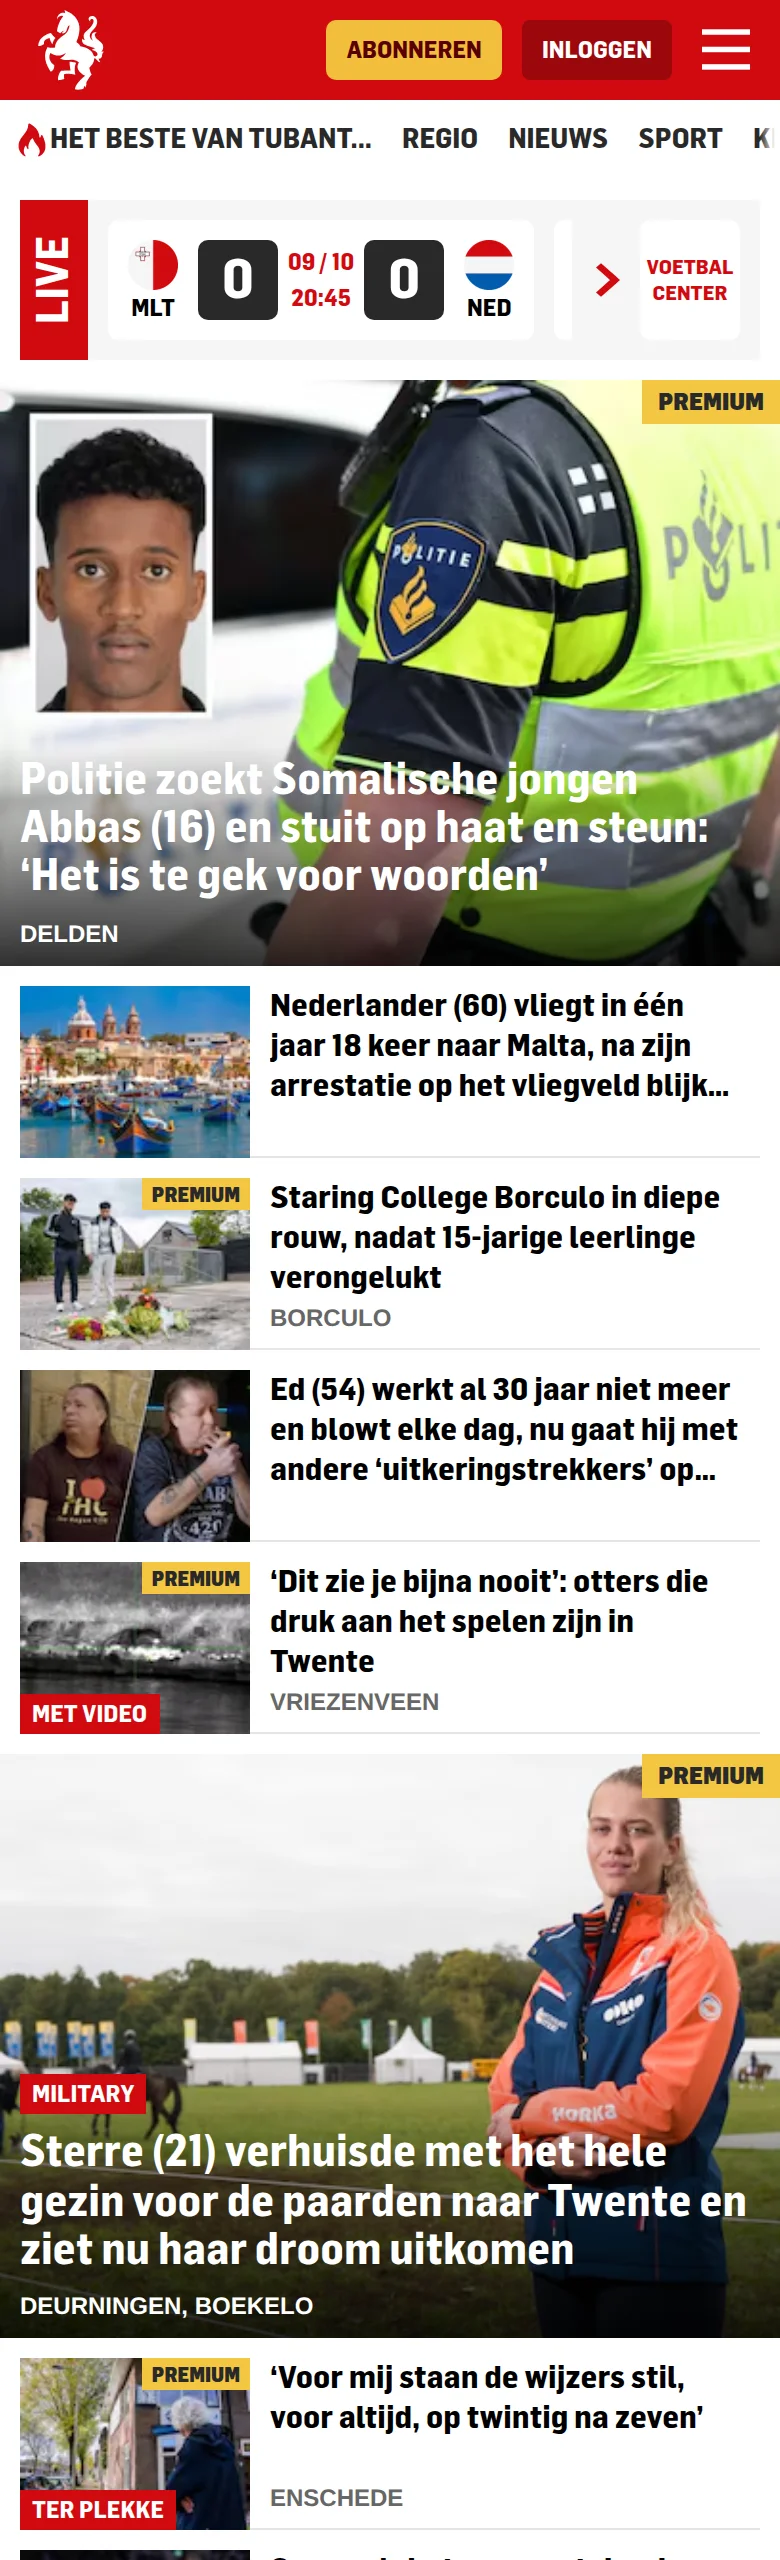 ABONNEREN
INLOGGEN
HET BESTE VAN TUBANT... REGIO NIEUWS SPORT
LIVE
MLT
0
09 / 10
20:45
0
NED
VOETBAL
CENTER
PREMIUM
POLITIE
POLI
Politie zoekt Somalische jongen
Abbas (16) en stuit op haat en steun:
‘Het is te gek voor woorden’
DELDEN
Nederlander (60) vliegt in één
jaar 18 keer naar Malta, na zijn
arrestatie op het vliegveld blijk...
PREMIUM
Staring College Borculo in diepe
rouw, nadat 15-jarige leerlinge
verongelukt
BORCULO
I
THC
420
Ed (54) werkt al 30 jaar niet meer
en blowt elke dag, nu gaat hij met
andere ‘uitkeringstrekkers’ op...
PREMIUM
MET VIDEO
‘Dit zie je bijna nooit’: otters die
druk aan het spelen zijn in
Twente
VRIEZENVEEN
PREMIUM
HORKA
MILITARY
Sterre (21) verhuisde met het hele
gezin voor de paarden naar Twente en
ziet nu haar droom uitkomen
DEURNINGEN, BOEKELO
PREMIUM
TER PLEKKE
‘Voor mij staan de wijzers stil,
voor altijd, op twintig na zeven’
ENSCHEDE